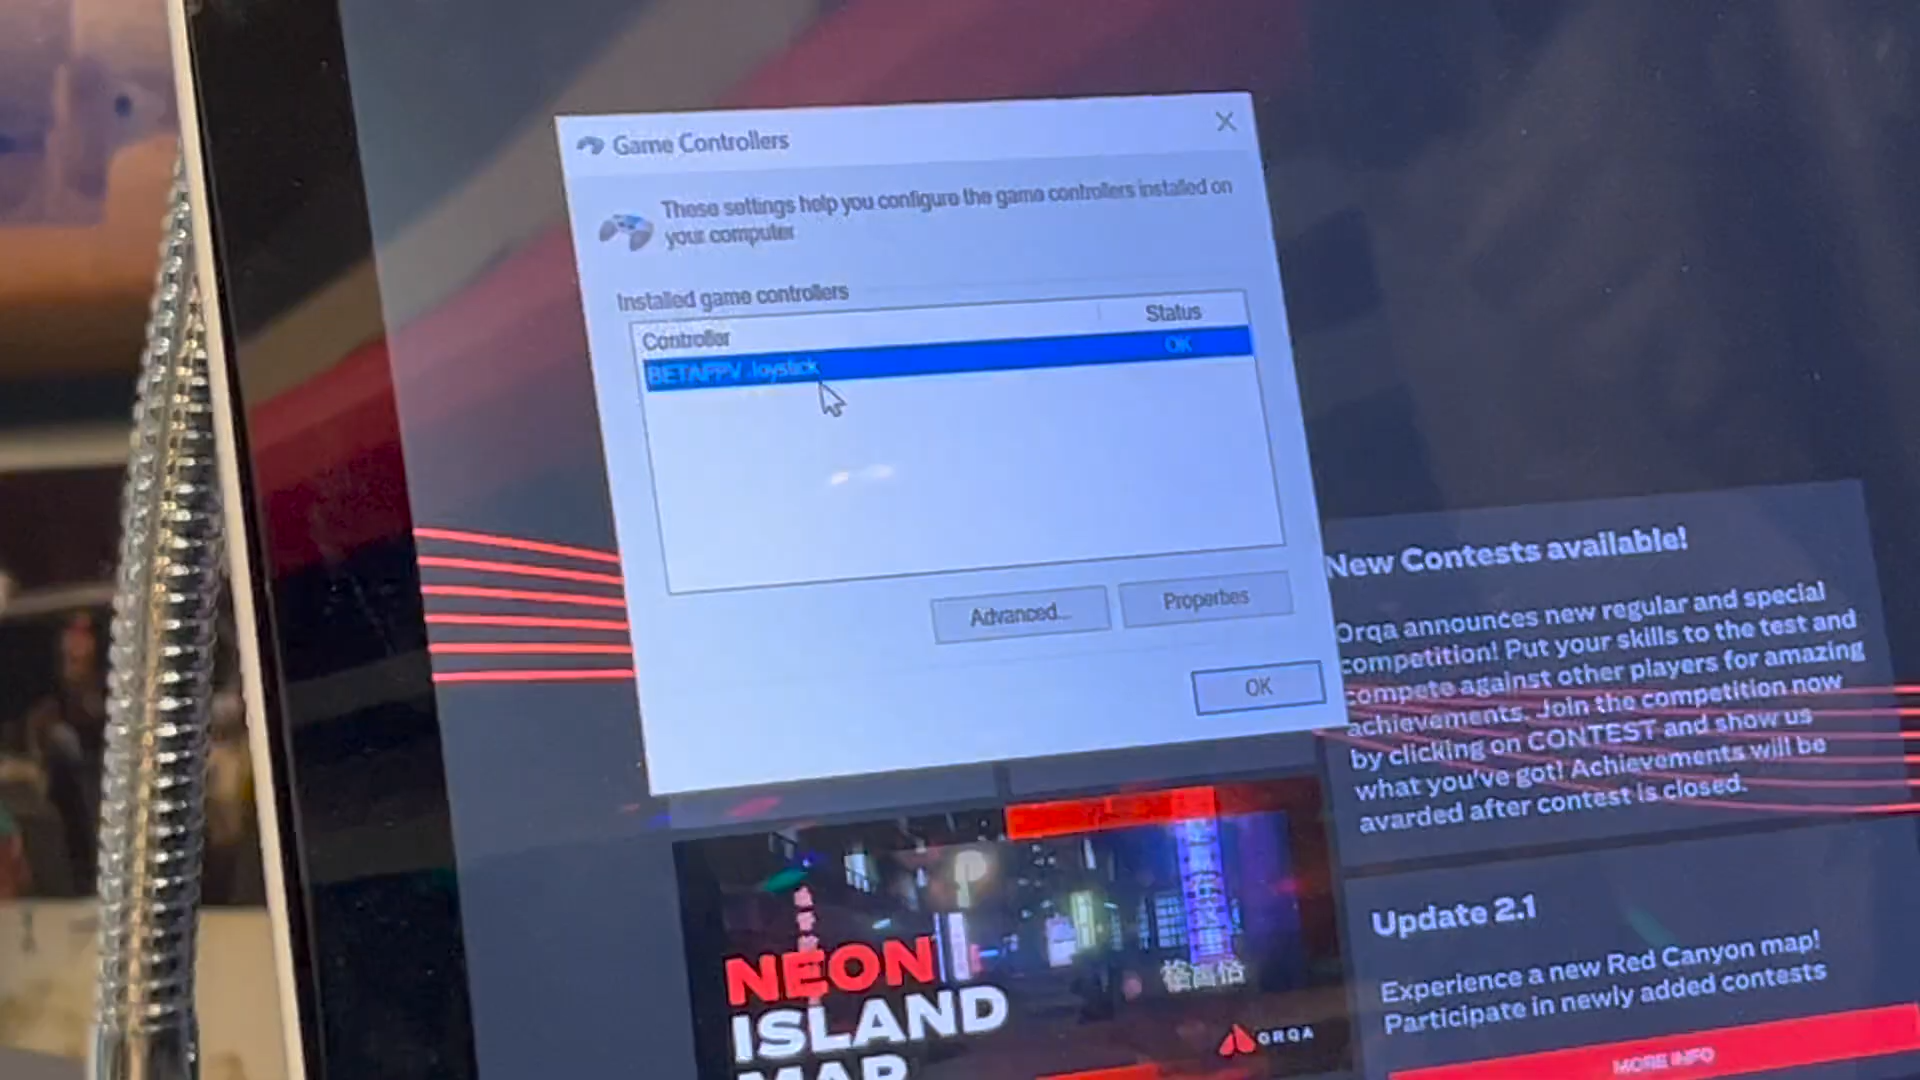 Game Controllers
These settings help you configure the game controllers installed on
your computer
Installed game controllers
Controller
Status
BETAFPV Joystick
OK
Advanced...
Properties
OK
New Contests available!
Orqa announces new regular and special
competition! Put your skills to the test and
compete against other players for amazing
achievements. Join the competition now
by clicking on CONTEST and show us
what you've got! Achievements will be
avarded after contest is closed.
NEON
ISLAND
MAP
ORQA
Update 2.1
Experience a new Red Canyon map!
Participate in newly added contests
MORE INFO